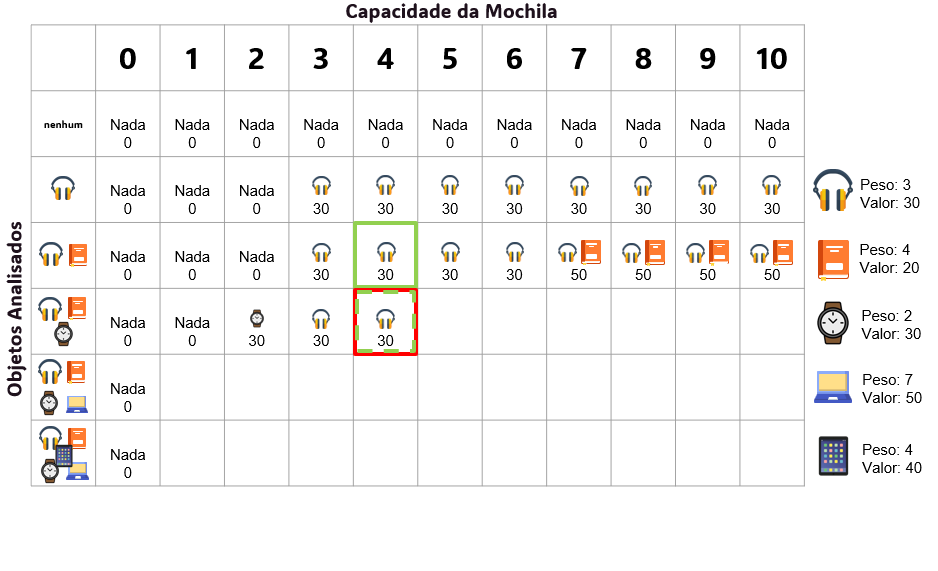 Capacidade da Mochila
0 1 2 3 4 5 6 7 8 9 10
Objetos Analisados
nenhum
Nada Nada Nada Nada Nada Nada Nada Nada Nada Nada Nada
0 0 0 0 0 0 0 0 0 0 0
Nada Nada Nada
0 0 0 30 30 30 30 30 30 30 30
Peso: 3
Valor: 30
Nada Nada Nada
0 0 0 30 30 30 30 50 50 50 50
Peso: 4
Valor: 20
Nada Nada
0 0 30 30 30
Peso: 2
Valor: 30
Nada
0
Peso: 7
Valor: 50
Nada
0
Peso: 4
Valor: 40